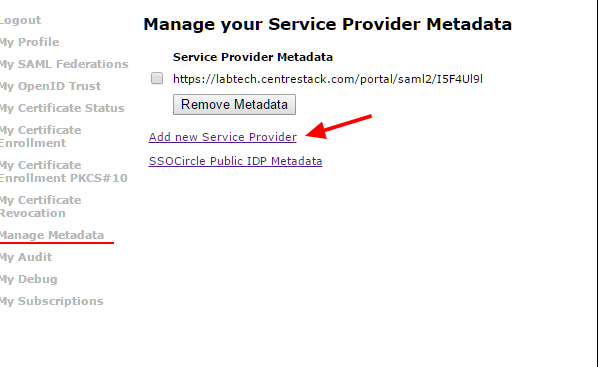 Logout
My Profile
My SAML Federations
My OpenID Trust
My Certificate Status
My Certificate
Enrollment
My Certificate
Enrollment PKCS#10
My Certificate
Revocation
Manage Metadata
My Audit
My Debug
My Subscriptions
Manage your Service Provider Metadata
Service Provider Metadata
https://labtech.centrestack.com/portal/saml2/I5F4Ul9l
Remove Metadata
Add new Service Provider
SSOCircle Public IDP Metadata